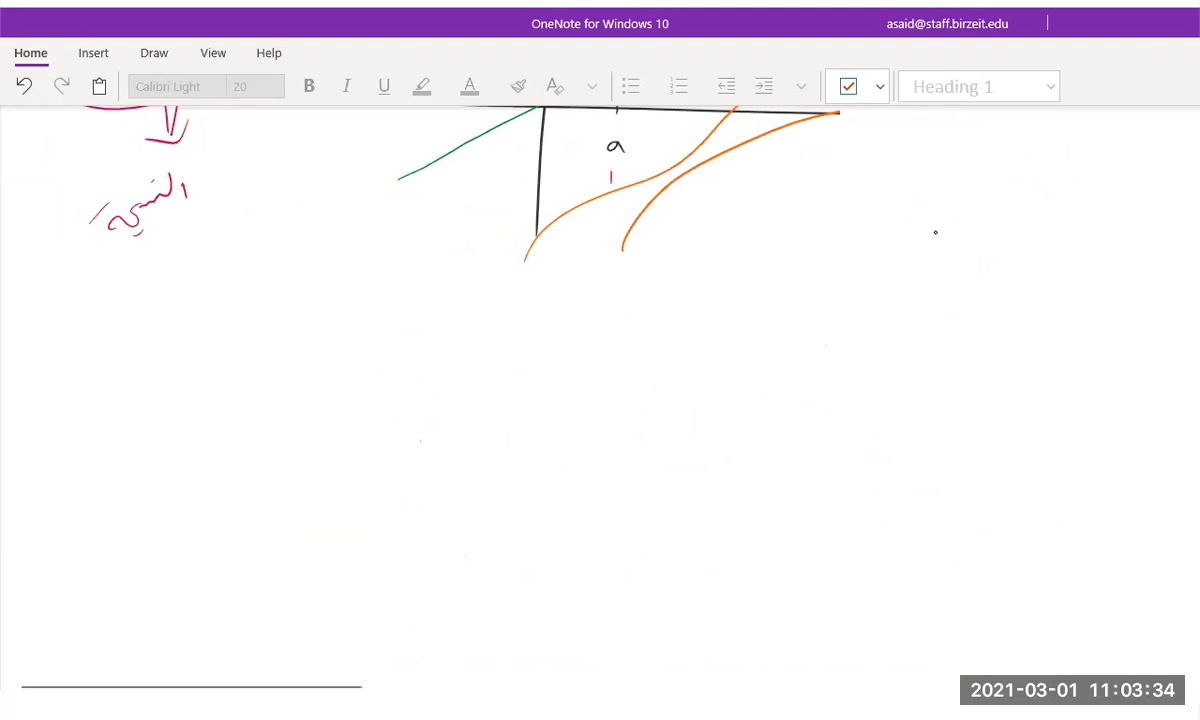 OneNote for Windows 10
asaid@staff.birzeit.edu
Home Insert Draw View Help
Calibri Light 20 B I U A Heading 1
a
1
2021-03-01 11:03:34